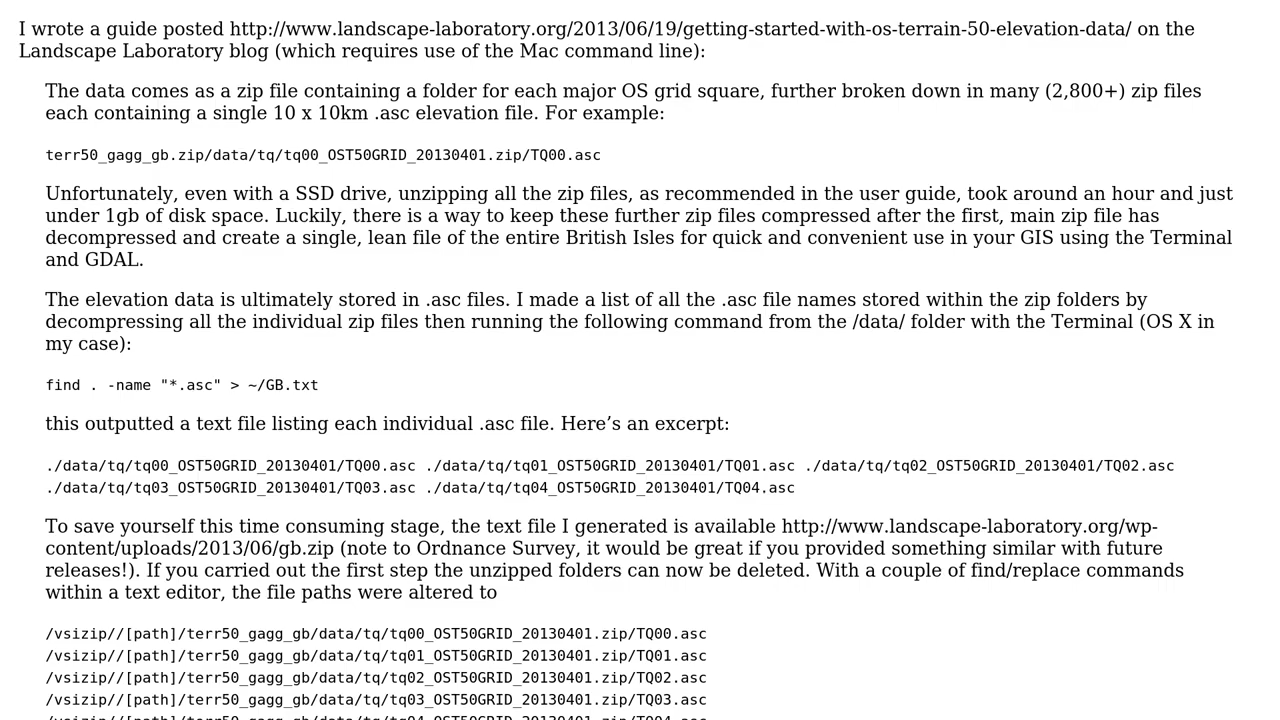 I wrote a guide posted http://www.landscape-laboratory.org/2013/06/19/getting-started-with-os-terrain-50-elevation-data/ on the
Landscape Laboratory blog (which requires use of the Mac command line):
The data comes as a zip file containing a folder for each major OS grid square, further broken down in many (2,800+) zip files
each containing a single 10 x 10km .asc elevation file. For example:
terr50_gagg_gb.zip/data/tq/tq00_OST50GRID_20130401.zip/TQ00.asc
Unfortunately, even with a SSD drive, unzipping all the zip files, as recommended in the user guide, took around an hour and just
under 1gb of disk space. Luckily, there is a way to keep these further zip files compressed after the first, main zip file has
decompressed and create a single, lean file of the entire British Isles for quick and convenient use in your GIS using the Terminal
and GDAL.
The elevation data is ultimately stored in .asc files. I made a list of all the .asc file names stored within the zip folders by
decompressing all the individual zip files then running the following command from the /data/ folder with the Terminal (OS X in
my case):
find . -name "*.asc" > ~/GB.txt
this outputted a text file listing each individual .asc file. Here’s an excerpt:
./data/tq/tq00_OST50GRID_20130401/TQ00.asc ./data/tq/tq01_OST50GRID_20130401/TQ01.asc ./data/tq/tq02_OST50GRID_20130401/TQ02.asc
./data/tq/tq03_OST50GRID_20130401/TQ03.asc ./data/tq/tq04_OST50GRID_20130401/TQ04.asc
To save yourself this time consuming stage, the text file I generated is available http://www.landscape-laboratory.org/wp-
content/uploads/2013/06/gb.zip (note to Ordnance Survey, it would be great if you provided something similar with future
releases!). If you carried out the first step the unzipped folders can now be deleted. With a couple of find/replace commands
within a text editor, the file paths were altered to
/vsizip//[path]/terr50_gagg_gb/data/tq/tq00_OST50GRID_20130401.zip/TQ00.asc
/vsizip//[path]/terr50_gagg_gb/data/tq/tq01_OST50GRID_20130401.zip/TQ01.asc
/vsizip//[path]/terr50_gagg_gb/data/tq/tq02_OST50GRID_20130401.zip/TQ02.asc
/vsizip//[path]/terr50_gagg_gb/data/tq/tq03_OST50GRID_20130401.zip/TQ03.asc